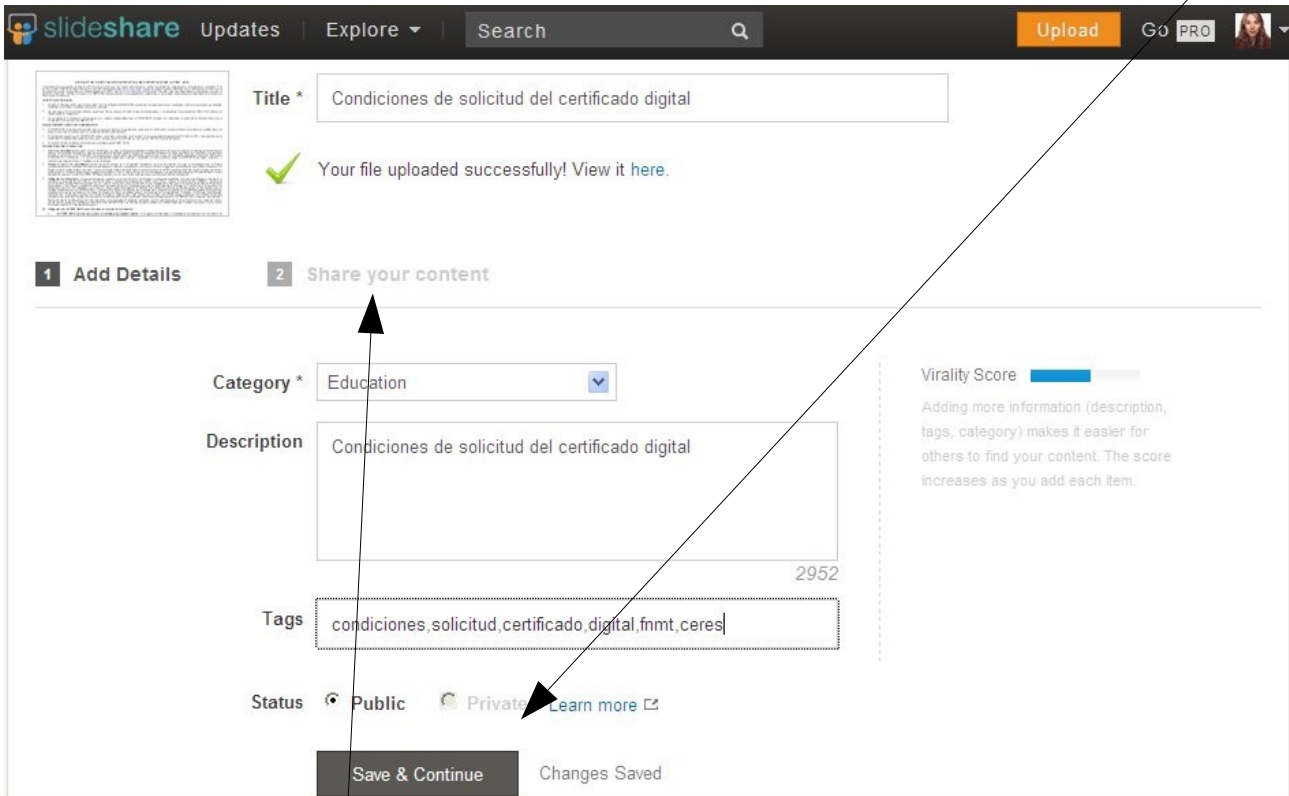 slideshare Updates Explore Search Upload Go PRO
Title * Condiciones de solicitud del certificado digital
Your file uploaded successfully! View it here.
1 Add Details 2 Share your content
Category * Education
Virality Score
Adding more information (description,
tags, category) makes it easier for
others to find your content. The score
increases as you add each item.
Description Condiciones de solicitud del certificado digital
2952
Tags condiciones,solicitud,certificado,digital,fnmt,ceres
Status Public Private Learn more
Save & Continue Changes Saved